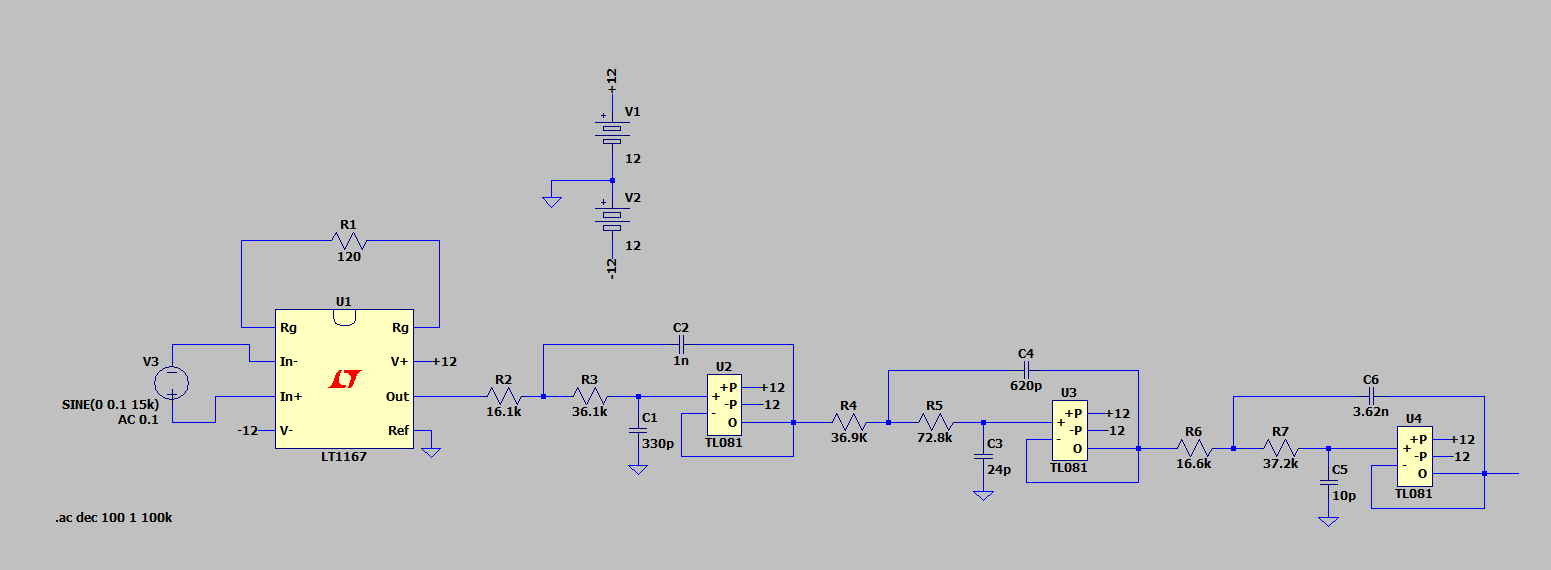 +12
V1
12
V2
12
-12
R1
120
U1
Rg
Rg
In-
V+
+12
In+
Out
-12
V-
Ref
LT1167
V3
SINE(0 0.1 15k)
AC 0.1
R2
16.1k
R3
36.1k
C2
1n
C1
330p
U2
+P
+12
+
-P
-12
-
O
TL081
R4
36.9K
R5
72.8k
C4
620p
C3
24p
U3
+P
+12
+
-P
-12
-
O
TL081
R6
16.6k
R7
37.2k
C6
3.62n
C5
10p
U4
+P
+12
+
-P
-12
-
O
TL081
.ac dec 100 1 100k